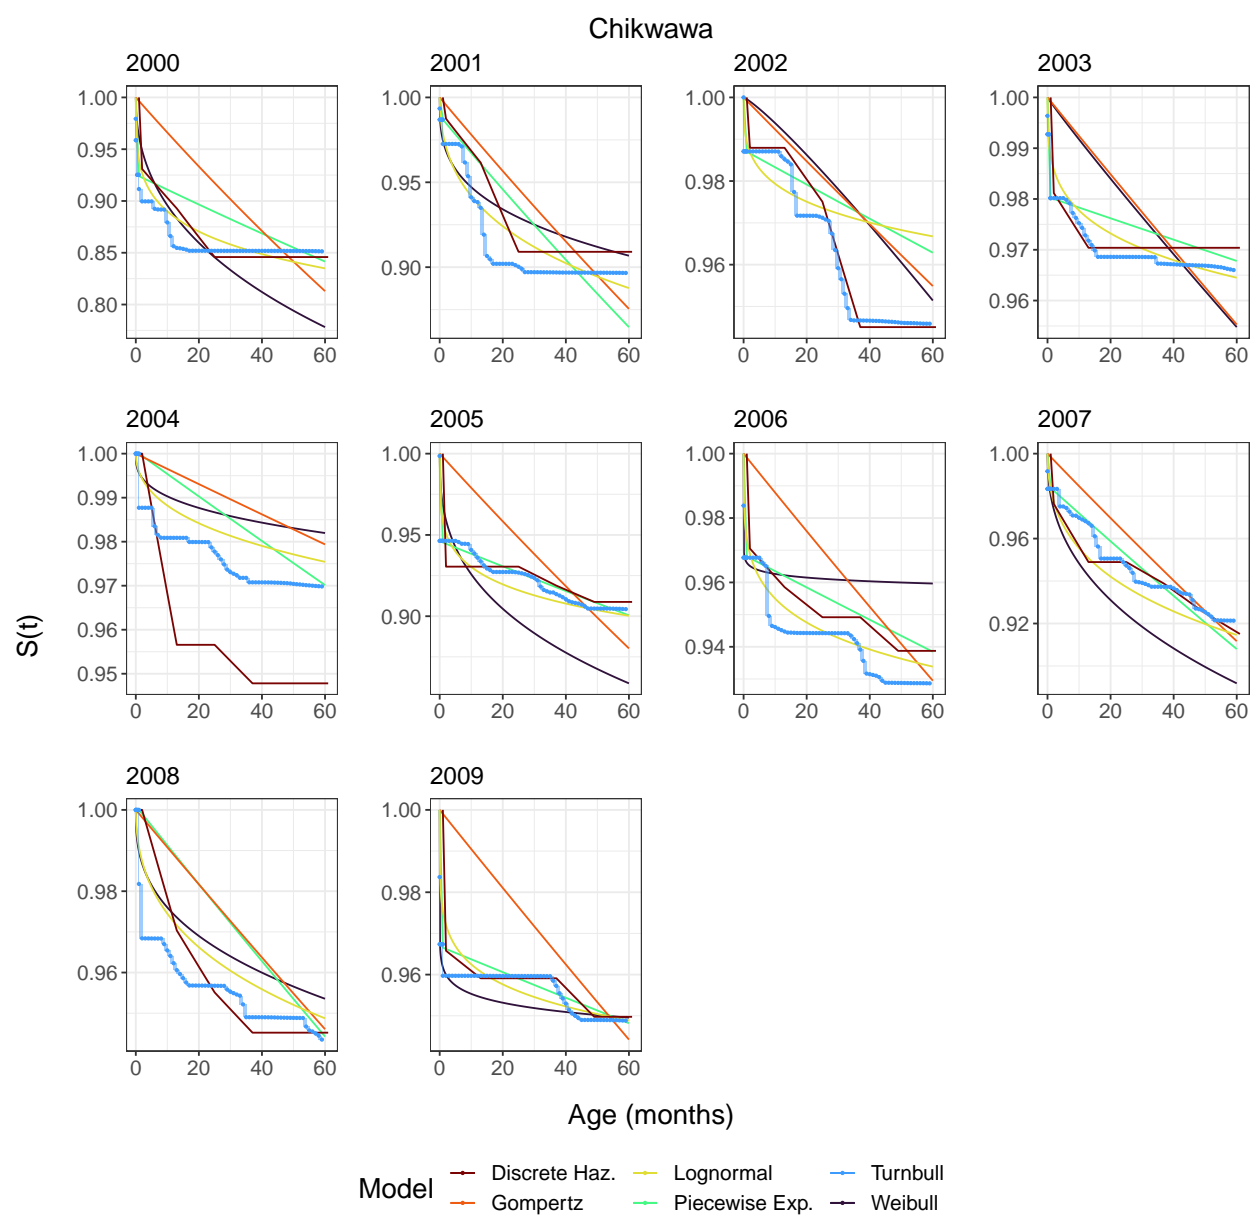 Chikwawa
2000 2001 2002 2003
1.00 1.00 1.00 1.00
0.95 0.95 0.98 0.99
0.90 0.90 0.96 0.98
0.85 0.97
0.80 0.96
0 20 40 60 0 20 40 60 0 20 40 60 0 20 40 60
2004 2005 2006 2007
1.00 1.00 1.00 1.00
0.99 0.95 0.98 0.96
0.98 0.90 0.96 0.92
0.97 0.94
0.96
0.95
0 20 40 60 0 20 40 60 0 20 40 60 0 20 40 60
S(t)
2008 2009
1.00 1.00
0.98 0.98
0.96 0.96
0 20 40 60 0 20 40 60
Age (months)
Model
Discrete Haz. Lognormal Turnbull
Gompertz Piecewise Exp. Weibull